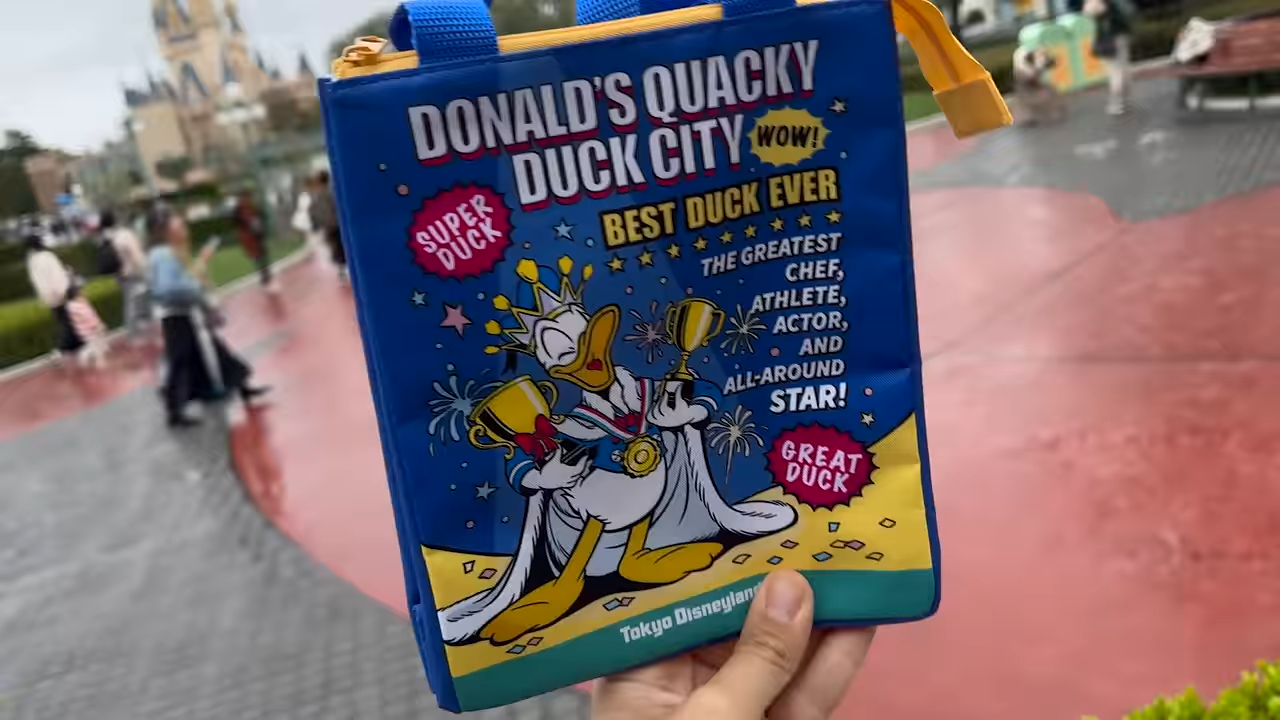 DONALD'S QUACKY
DUCK CITY
WOW!
SUPER
DUCK
BEST DUCK EVER
THE GREATEST
CHEF,
ATHLETE,
ACTOR,
AND
ALL-AROUND
STAR!
GREAT
DUCK
Tokyo Disneyland